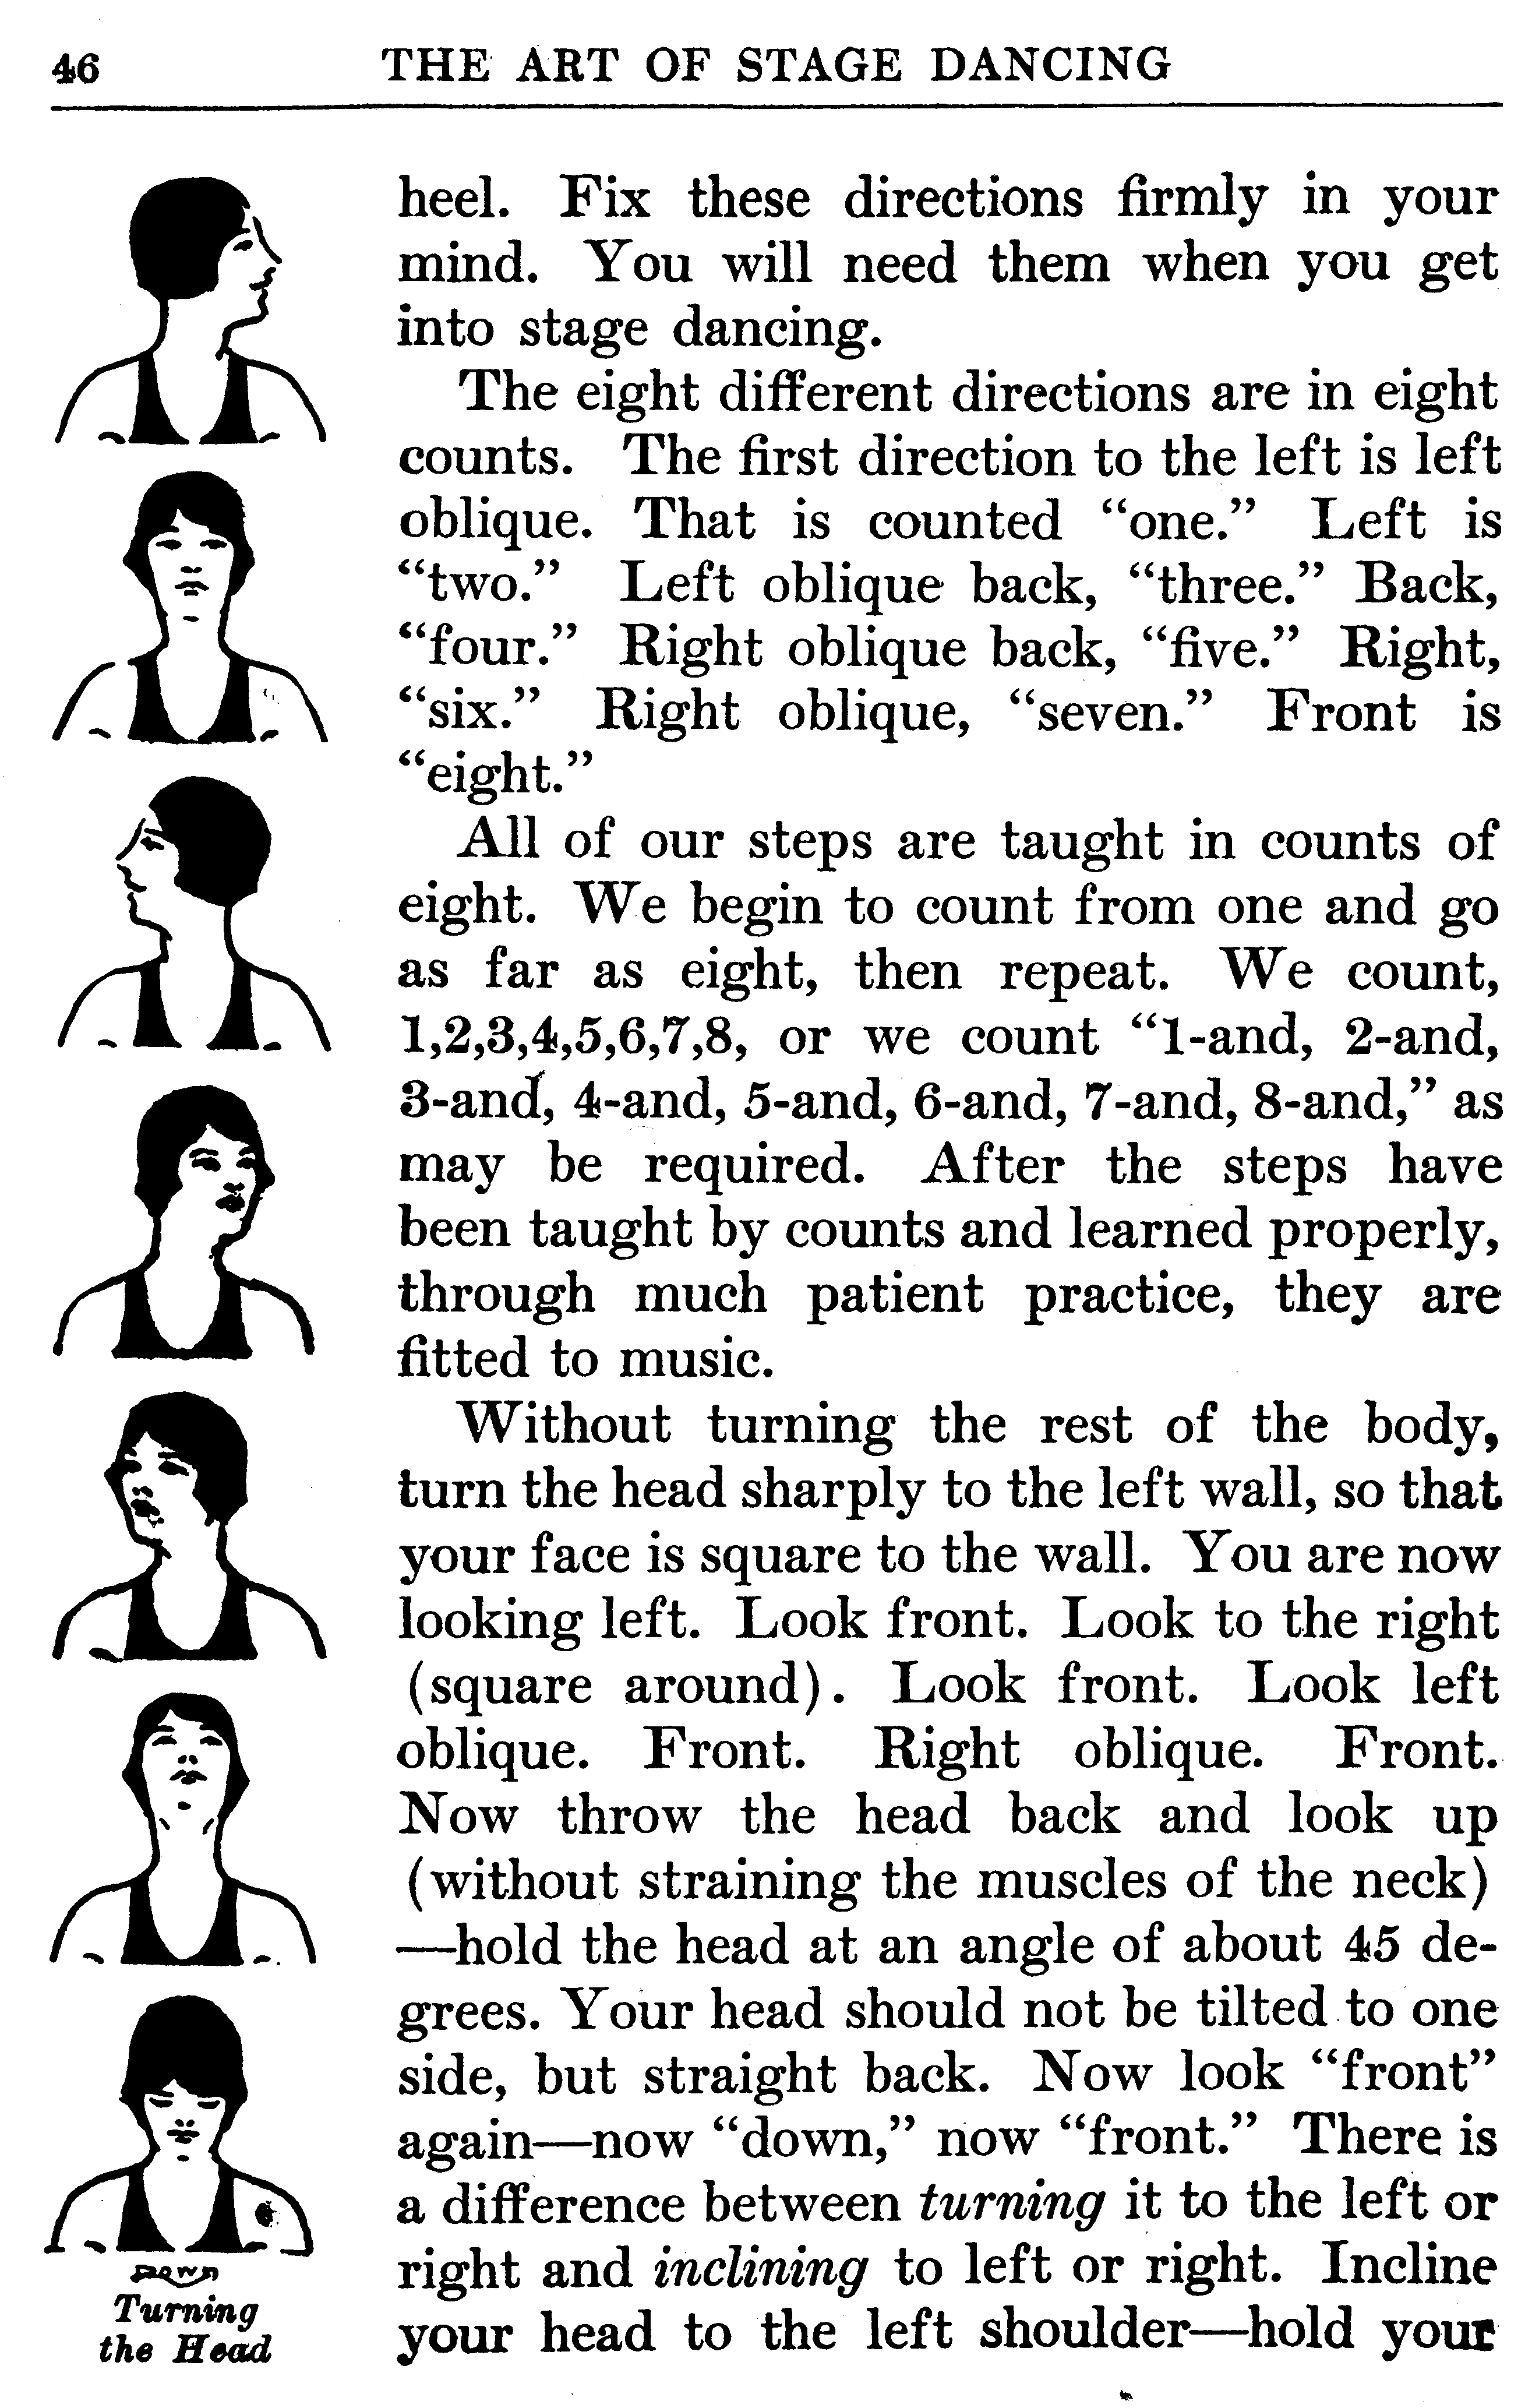 46 THE ART OF STAGE DANCING
heel. Fix these directions firmly in your
mind. You will need them when you get
into stage dancing.
The eight different directions are in eight
counts. The first direction to the left is left
oblique. That is counted “one.” Left is
“two.” Left oblique back, “three.” Back,
“four.” Right oblique back, “five.” Right,
“six.” Right oblique, “seven.” Front is
“eight.”
All of our steps are taught in counts of
eight. We begin to count from one and go
as far as eight, then repeat. We count,
1,2,3,4,5,6,7,8, or we count “1-and, 2-and,
3-and, 4-and, 5-and, 6-and, 7-and, 8-and,” as
may be required. After the steps have
been taught by counts and learned properly,
through much patient practice, they are
fitted to music.
Without turning the rest of the body,
turn the head sharply to the left wall, so that
your face is square to the wall. You are now
looking left. Look front. Look to the right
(square around). Look front. Look left
oblique. Front. Right oblique. Front.
Now throw the head back and look up
(without straining the muscles of the neck)
—hold the head at an angle of about 45 de-
grees. Your head should not be tilted to one
side, but straight back. Now look “front”
again—now “down,” now “front.” There is
a difference between turning it to the left or
right and inclining to left or right. Incline
your head to the left shoulder—hold your
DOWN
Turning
the Head